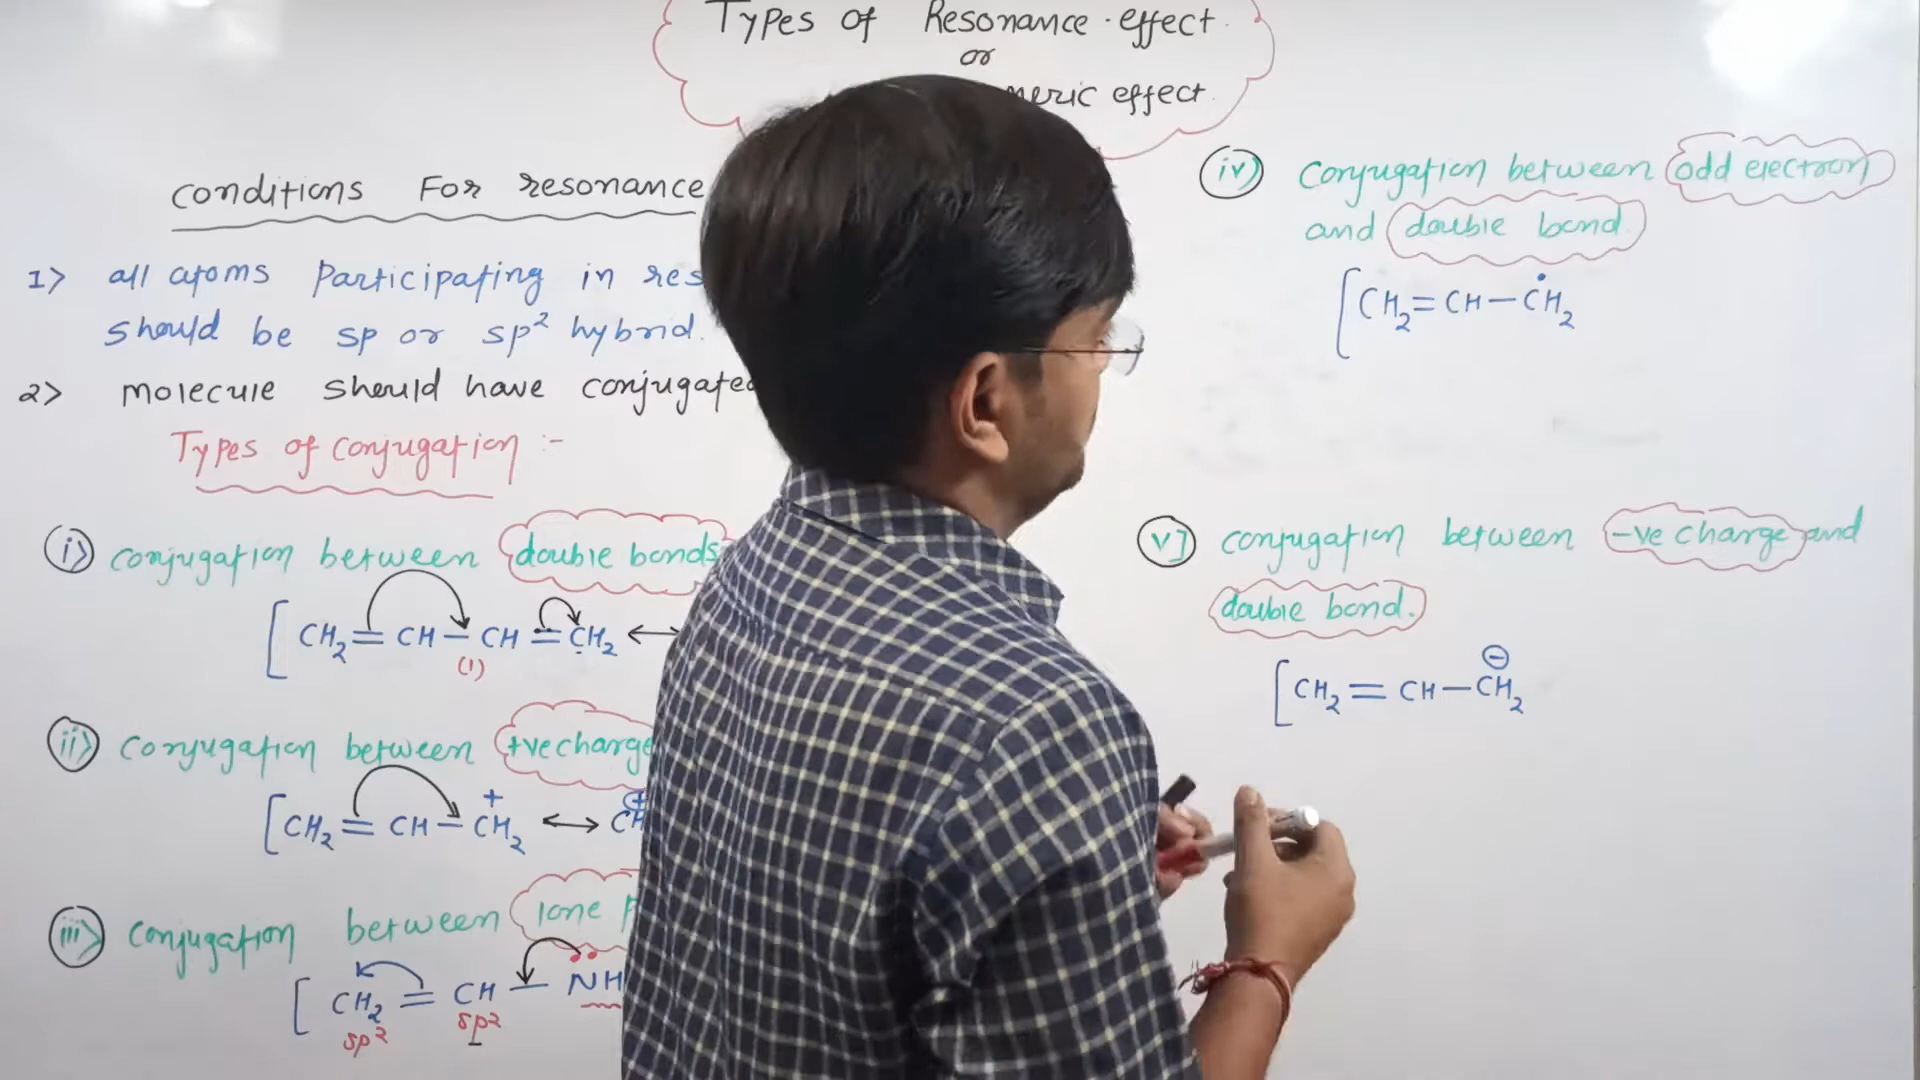 Types of Resonance effect
or
meric effect
Conditions For resonance
1> all atoms participating in res
should be sp or sp² hybrid.
2> molecule should have conjugated
Types of conjugation :-
i) conjugation between double bonds
[CH₂=CH-CH=CH₂ ↔
(1)
ii) conjugation between +ve charge
[CH₂=CH-CH₂ ↔ CH
+ ⊕
iii) conjugation between lone p
[CH₂=CH-NH
sp² sp²
iv) conjugation between odd electron
and double bond.
[CH₂=CH-ĊH₂
v] conjugation between -ve charge and
double bond.
⊖
[CH₂=CH-CH₂